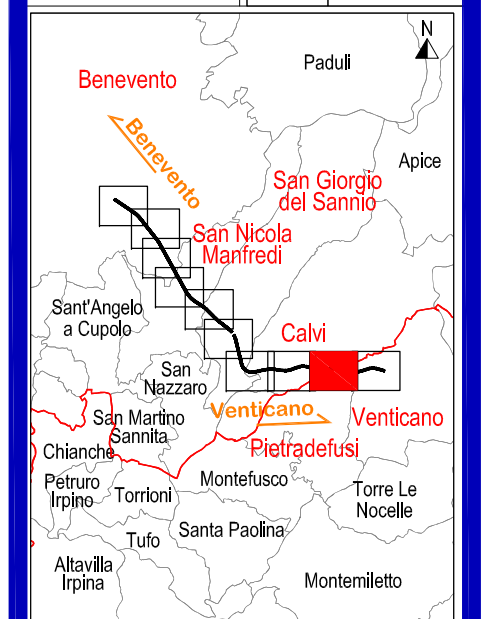 N
Paduli
Benevento
Benevento
Apice
San Giorgio
del Sannio
San Nicola
Manfredi
Sant'Angelo
a Cupolo
Calvi
San
Nazzaro
Venticano
Venticano
San Martino
Sannita
Pietradefusi
Chianche
Montefusco
Petruro
Irpino
Torrioni
Torre Le
Nocelle
Santa Paolina
Tufo
Altavilla
Irpina
Montemiletto